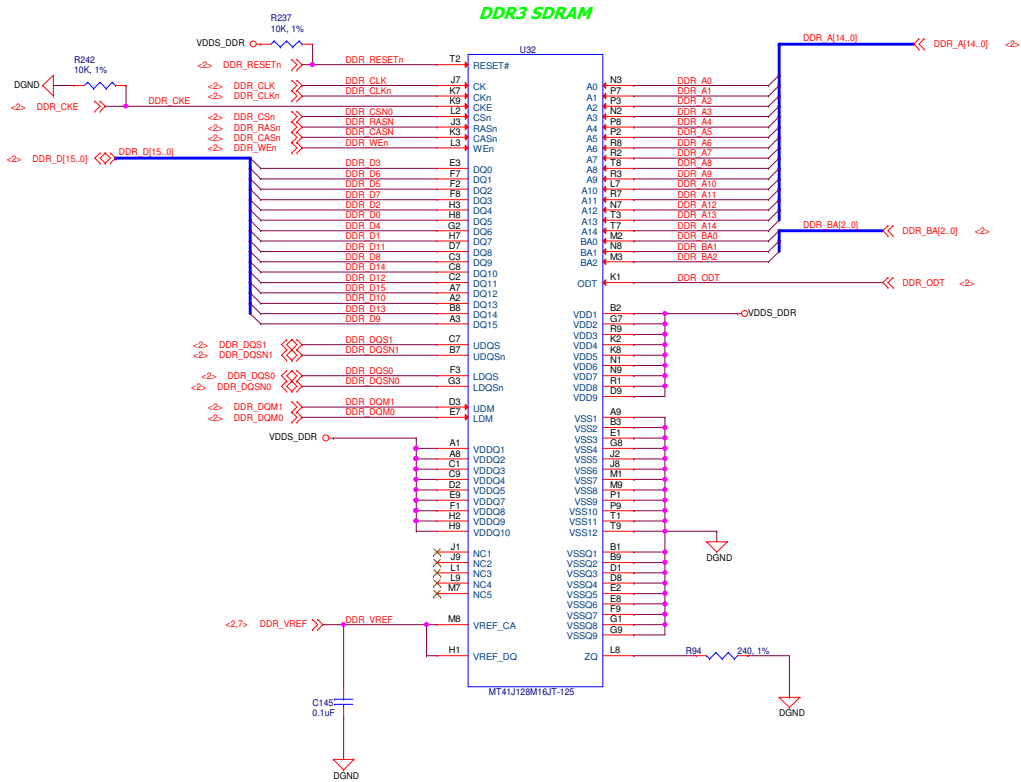 DDR3 SDRAM
R237
10K, 1%
VDDS_DDR
U32
DDR_A[14..0]
DDR_A[14..0] <2>
R242
10K, 1%
DGND
<2> DDR_RESETn
DDR_RESETn
T2
RESET#
<2> DDR_CLK
DDR_CLK
J7
CK
<2> DDR_CLKn
DDR_CLKn
K7
CKn
<2> DDR_CKE
DDR_CKE
K9
CKE
<2> DDR_CSn
DDR_CSN0
L2
CSn
<2> DDR_RASn
DDR_RASN
J3
RASn
<2> DDR_CASn
DDR_CASN
K3
CASn
<2> DDR_WEn
DDR_WEn
L3
WEn
<2> DDR_D[15..0]
DDR_D[15..0]
DDR_D3 E3 DQ0
DDR_D6 F7 DQ1
DDR_D5 F2 DQ2
DDR_D7 F8 DQ3
DDR_D2 H3 DQ4
DDR_D0 H8 DQ5
DDR_D4 G2 DQ6
DDR_D1 H7 DQ7
DDR_D11 D7 DQ8
DDR_D8 C3 DQ9
DDR_D14 C8 DQ10
DDR_D12 C2 DQ11
DDR_D15 A7 DQ12
DDR_D10 A2 DQ13
DDR_D13 B8 DQ14
DDR_D9 A3 DQ15
<2> DDR_DQS1 DDR_DQS1 C7 UDQS
<2> DDR_DQSN1 DDR_DQSN1 B7 UDQSn
<2> DDR_DQS0 DDR_DQS0 F3 LDQS
<2> DDR_DQSN0 DDR_DQSN0 G3 LDQSn
<2> DDR_DQM1 DDR_DQM1 D3 UDM
<2> DDR_DQM0 DDR_DQM0 E7 LDM
VDDS_DDR
A1 VDDQ1
A8 VDDQ2
C1 VDDQ3
C9 VDDQ4
D2 VDDQ5
E9 VDDQ7
F1 VDDQ8
H2 VDDQ9
H9 VDDQ10
J1 NC1
J9 NC2
L1 NC3
L9 NC4
M7 NC5
<2,7> DDR_VREF DDR_VREF M8 VREF_CA
H1 VREF_DQ
C145
0.1uF
DGND
A0 N3 DDR_A0
A1 P7 DDR_A1
A2 P3 DDR_A2
A3 N2 DDR_A3
A4 P8 DDR_A4
A5 P2 DDR_A5
A6 R8 DDR_A6
A7 R2 DDR_A7
A8 T8 DDR_A8
A9 R3 DDR_A9
A10 L7 DDR_A10
A11 R7 DDR_A11
A12 N7 DDR_A12
A13 T3 DDR_A13
A14 T7 DDR_A14
BA0 M2 DDR_BA0
BA1 N8 DDR_BA1
BA2 M3 DDR_BA2
DDR_BA[2..0]
DDR_BA[2..0] <2>
ODT K1 DDR_ODT
DDR_ODT <2>
VDD1 B2
VDDS_DDR
VDD2 G7
VDD3 R9
VDD4 K2
VDD5 K8
VDD6 N1
VDD7 N9
VDD8 R1
VDD9 D9
VSS1 A9
VSS2 B3
VSS3 E1
VSS4 G8
VSS5 J2
VSS6 J8
VSS7 M1
VSS8 M9
VSS9 P1
VSS10 P9
VSS11 T1
VSS12 T9
DGND
VSSQ1 B1
VSSQ2 B9
VSSQ3 D1
VSSQ4 D8
VSSQ5 E2
VSSQ6 E8
VSSQ7 F9
VSSQ8 G1
VSSQ9 G9
ZQ L8
R94 240, 1%
DGND
MT41J128M16JT-125